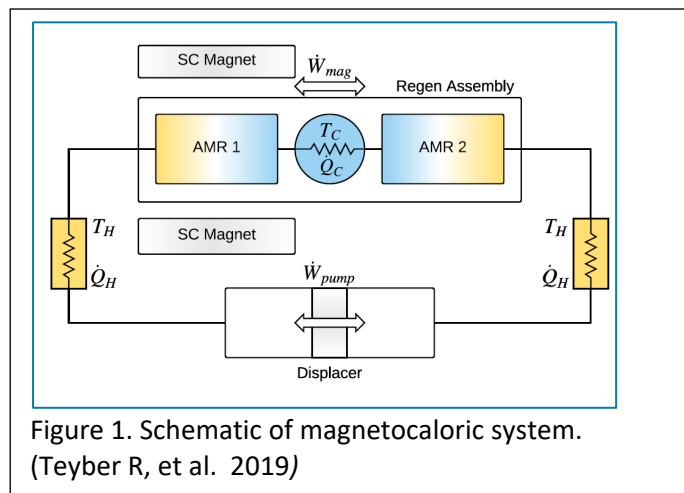 SC Magnet
Ẇmag
Regen Assembly
AMR 1
TC
Q̇C
AMR 2
SC Magnet
TH
Q̇H
TH
Q̇H
Ẇpump
Displacer
Figure 1. Schematic of magnetocaloric system.
(Teyber R, et al. 2019)